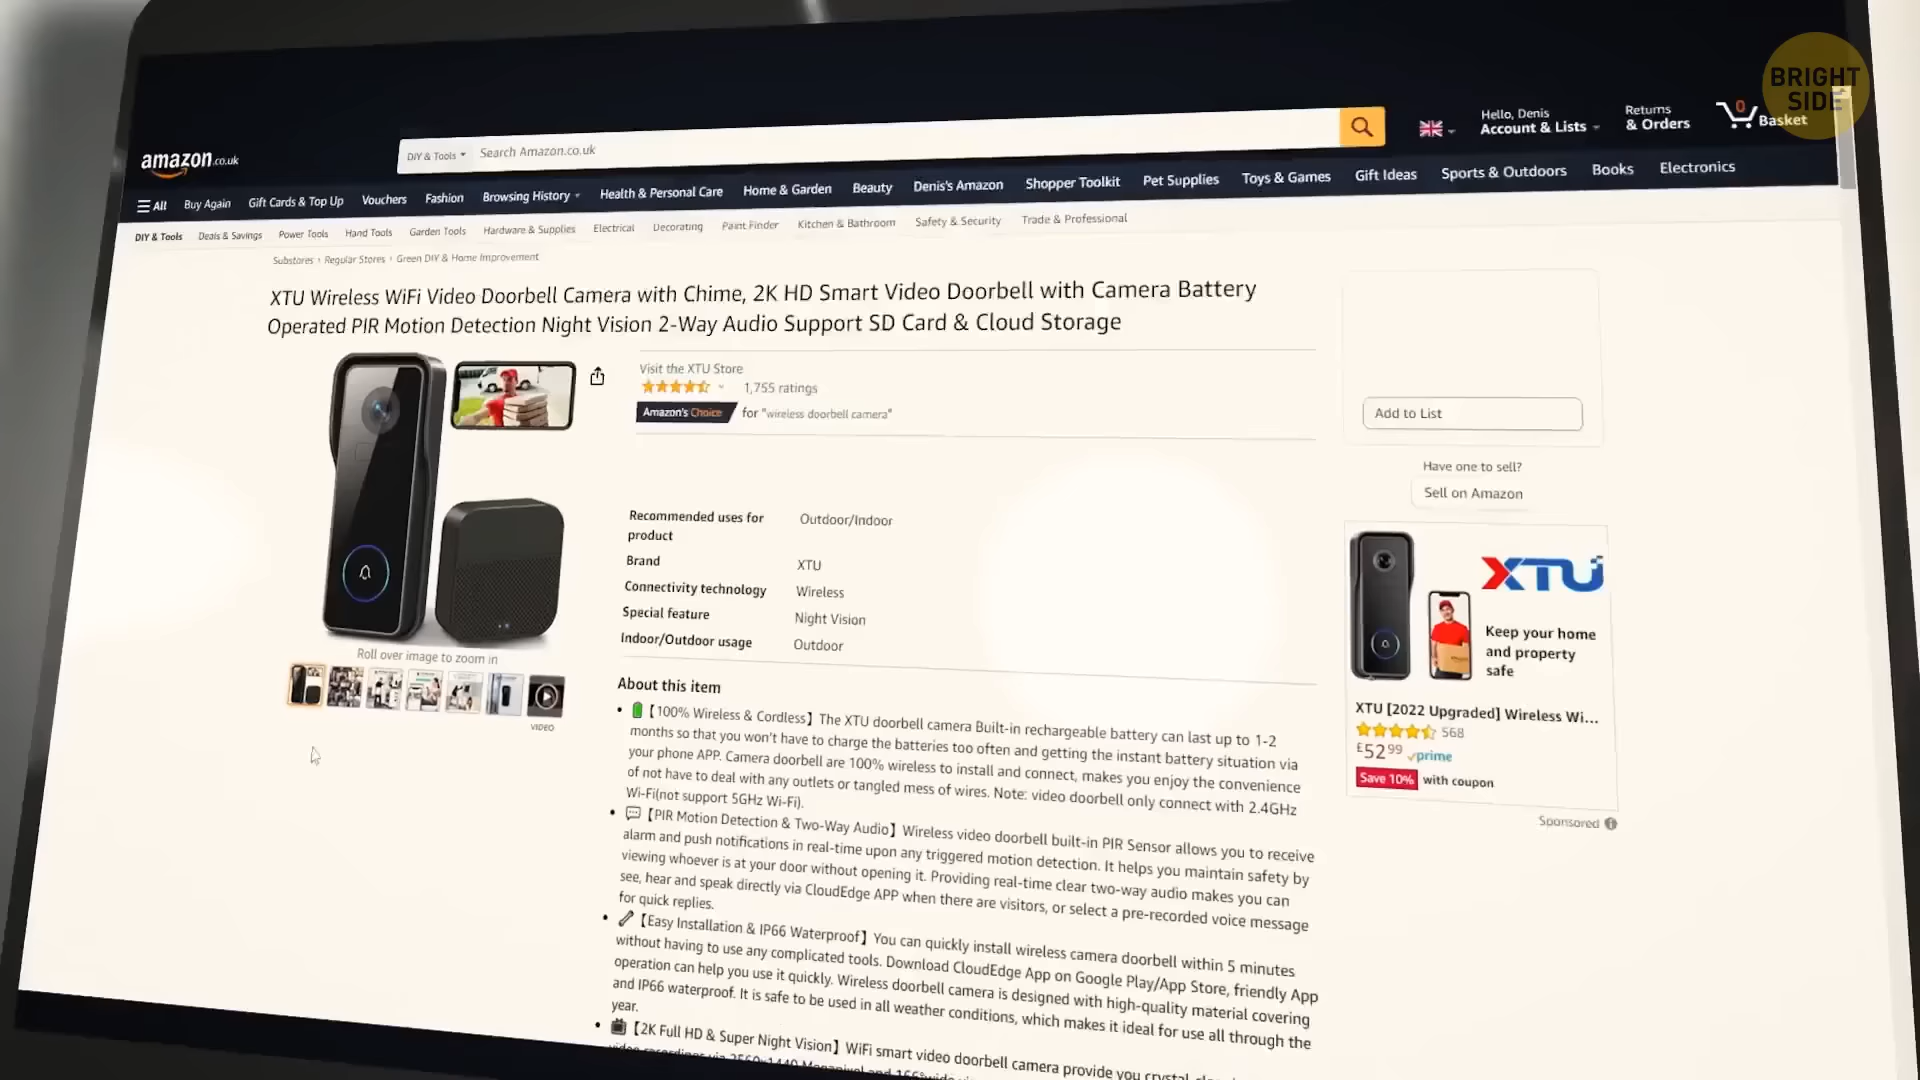 BRIGHT
SIDE
amazon.co.uk
DIY & Tools
Search Amazon.co.uk
Hello, Denis
Account & Lists
Returns
& Orders
0
Basket
All
Buy Again
Gift Cards & Top Up
Vouchers
Fashion
Browsing History
Health & Personal Care
Home & Garden
Beauty
Denis's Amazon
Shopper Toolkit
Pet Supplies
Toys & Games
Gift Ideas
Sports & Outdoors
Books
Electronics
DIY & Tools
Deals & Savings
Power Tools
Hand Tools
Garden Tools
Hardware & Supplies
Electrical
Decorating
Paint Finder
Kitchen & Bathroom
Safety & Security
Trade & Professional
Substores › Regular Stores › Green DIY & Home Improvement
XTU Wireless WiFi Video Doorbell Camera with Chime, 2K HD Smart Video Doorbell with Camera Battery
Operated PIR Motion Detection Night Vision 2-Way Audio Support SD Card & Cloud Storage
Visit the XTU Store
1,755 ratings
Amazon's Choice for "wireless doorbell camera"
Recommended uses for
product
Outdoor/Indoor
Brand
XTU
Connectivity technology
Wireless
Special feature
Night Vision
Indoor/Outdoor usage
Outdoor
Roll over image to zoom in
VIDEO
About this item
【100% Wireless & Cordless】The XTU doorbell camera Built-in rechargeable battery can last up to 1-2
months so that you won't have to charge the batteries too often and getting the instant battery situation via
your phone APP. Camera doorbell are 100% wireless to install and connect, makes you enjoy the convenience
of not have to deal with any outlets or tangled mess of wires. Note: video doorbell only connect with 2.4GHz
Wi-Fi(not support 5GHz Wi-Fi).
【PIR Motion Detection & Two-Way Audio】Wireless video doorbell built-in PIR Sensor allows you to receive
alarm and push notifications in real-time upon any triggered motion detection. It helps you maintain safety by
viewing whoever is at your door without opening it. Providing real-time clear two-way audio makes you can
see, hear and speak directly via CloudEdge APP when there are visitors, or select a pre-recorded voice message
for quick replies.
【Easy Installation & IP66 Waterproof】You can quickly install wireless camera doorbell within 5 minutes
without having to use any complicated tools. Download CloudEdge App on Google Play/App Store, friendly App
operation can help you use it quickly. Wireless doorbell camera is designed with high-quality material covering
and IP66 waterproof. It is safe to be used in all weather conditions, which makes it ideal for use all through the
year.
【2K Full HD & Super Night Vision】WiFi smart video doorbell camera provide you
Add to List
Have one to sell?
Sell on Amazon
XTU
Keep your home
and property
safe
XTU [2022 Upgraded] Wireless Wi...
568
£52.99 prime
Save 10% with coupon
Sponsored